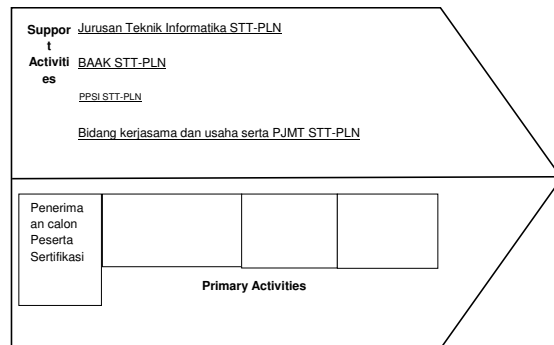 Suppor
t
Activiti
es
Jurusan Teknik Informatika STT-PLN
BAAK STT-PLN
PPSI STT-PLN
Bidang kerjasama dan usaha serta PJMT STT-PLN
Penerima
an calon
Peserta
Sertifikasi
Primary Activities